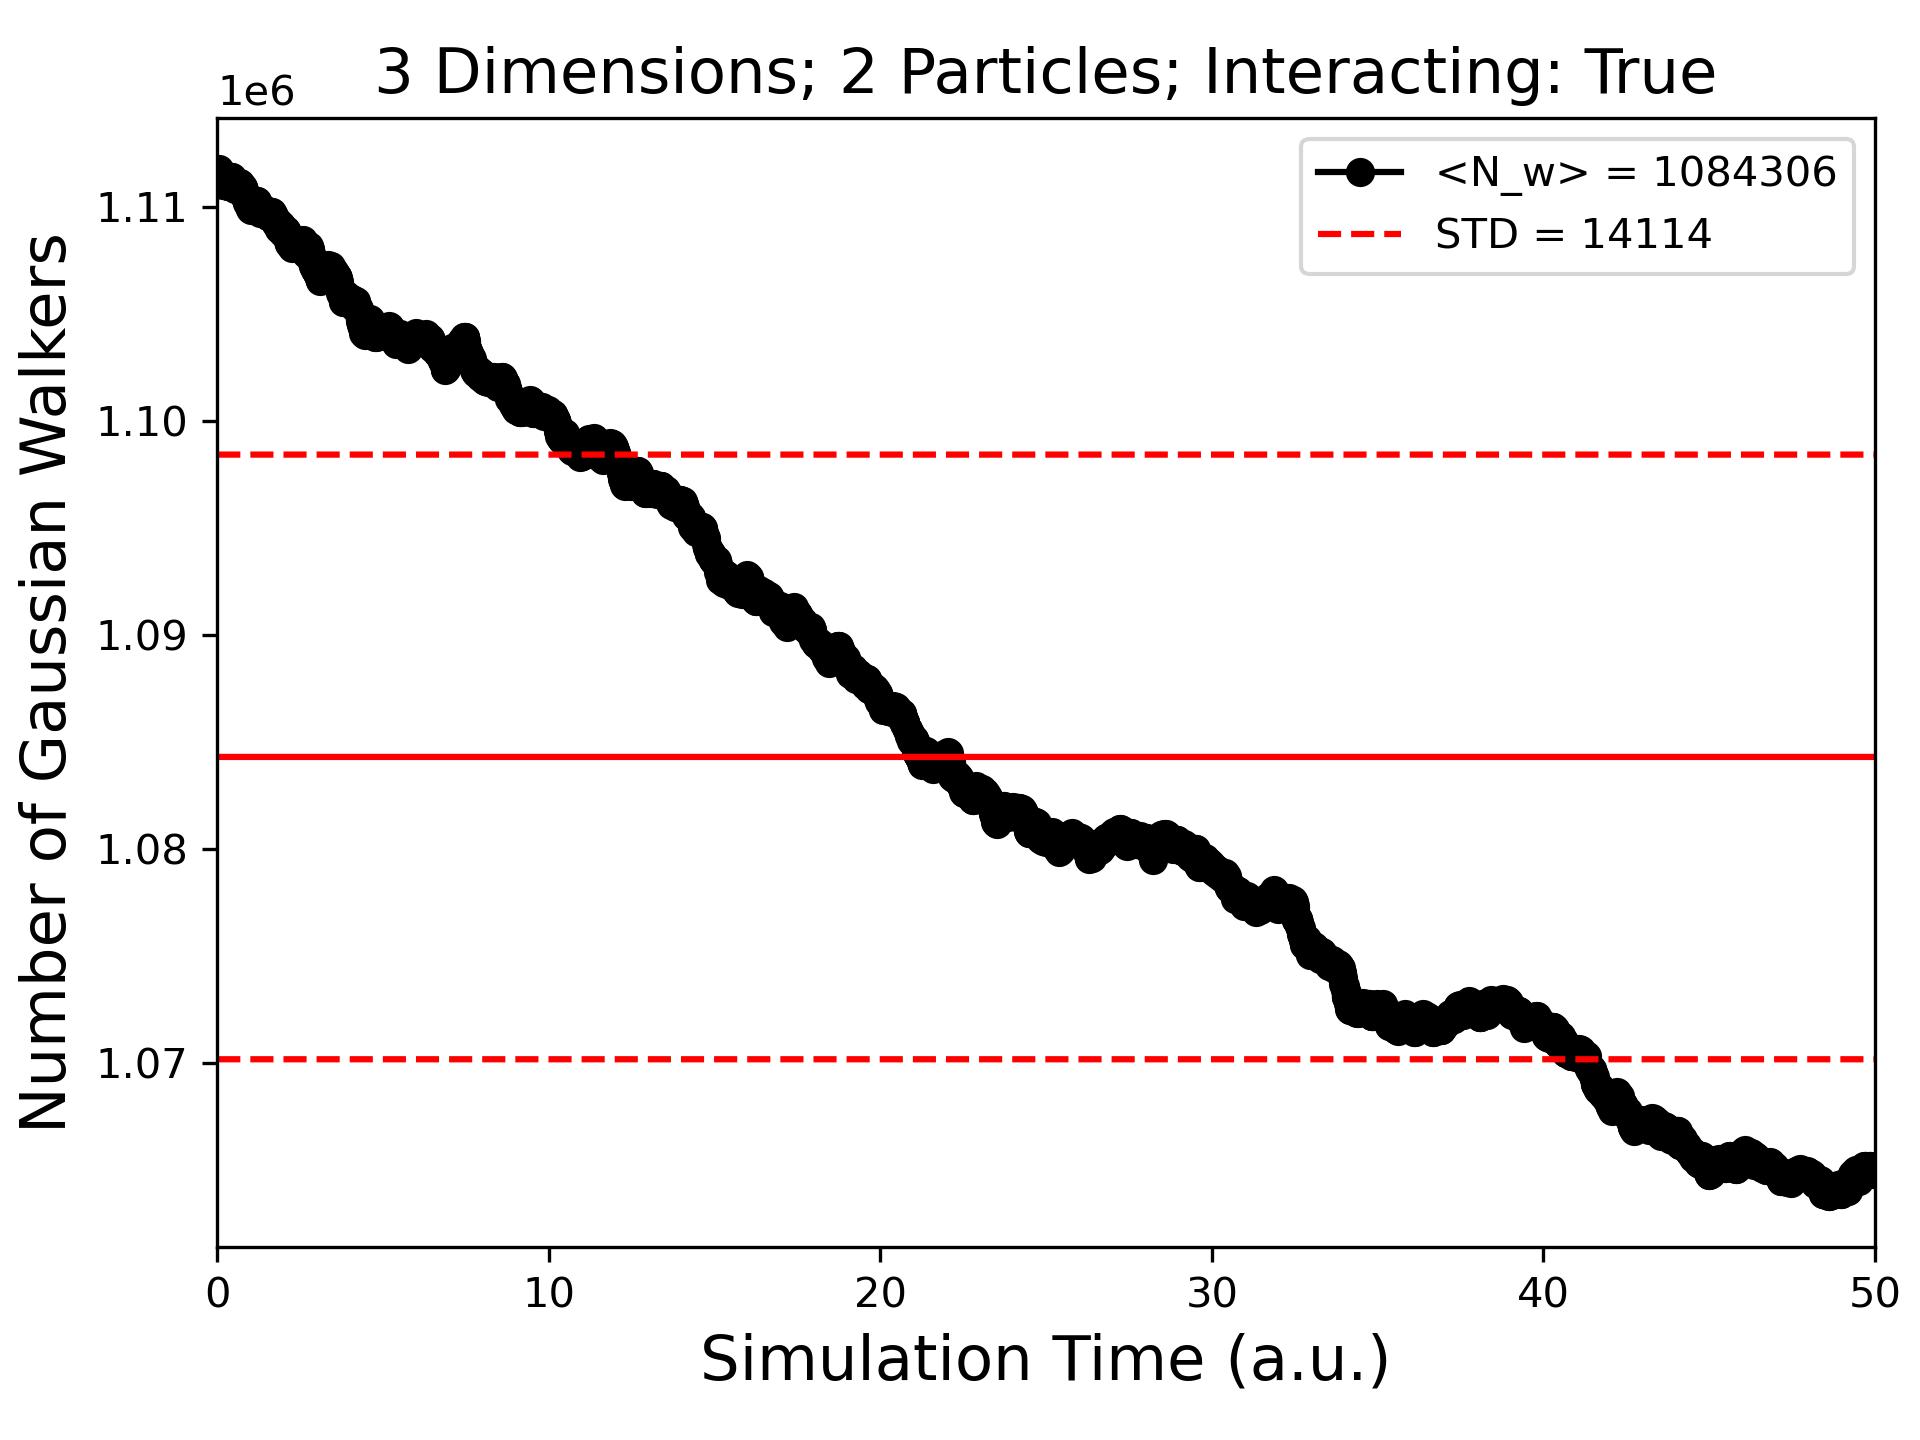 3 Dimensions; 2 Particles; Interacting: True
1e6
<N_w> = 1084306
STD = 14114
Number of Gaussian Walkers
1.11
1.10
1.09
1.08
1.07
0 10 20 30 40 50
Simulation Time (a.u.)